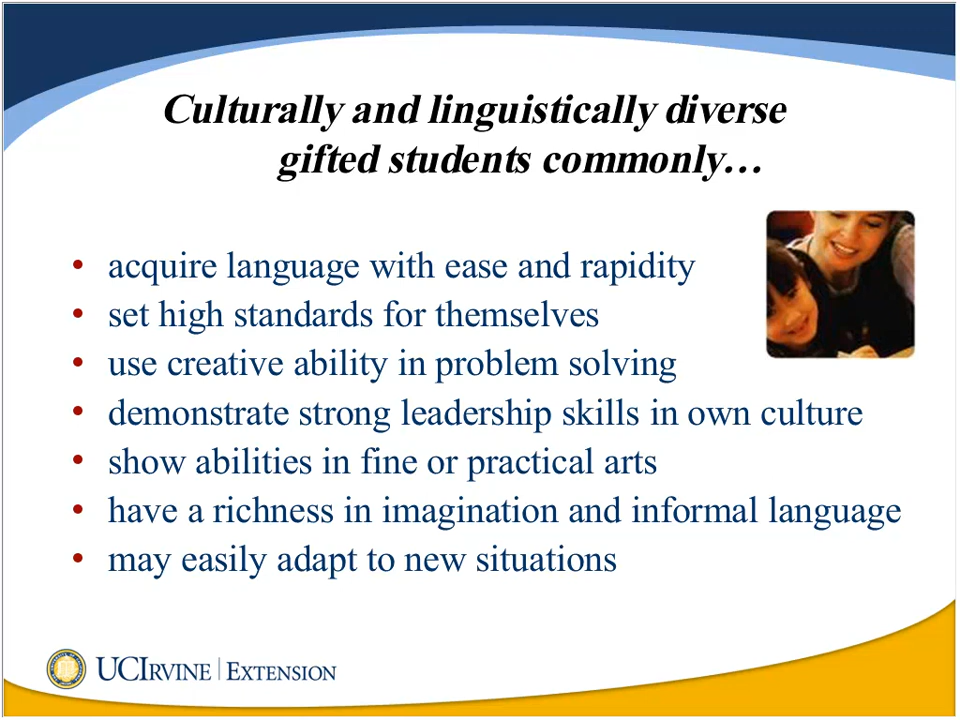 Culturally and linguistically diverse
gifted students commonly…
• acquire language with ease and rapidity
• set high standards for themselves
• use creative ability in problem solving
• demonstrate strong leadership skills in own culture
• show abilities in fine or practical arts
• have a richness in imagination and informal language
• may easily adapt to new situations
UCIRVINE | EXTENSION